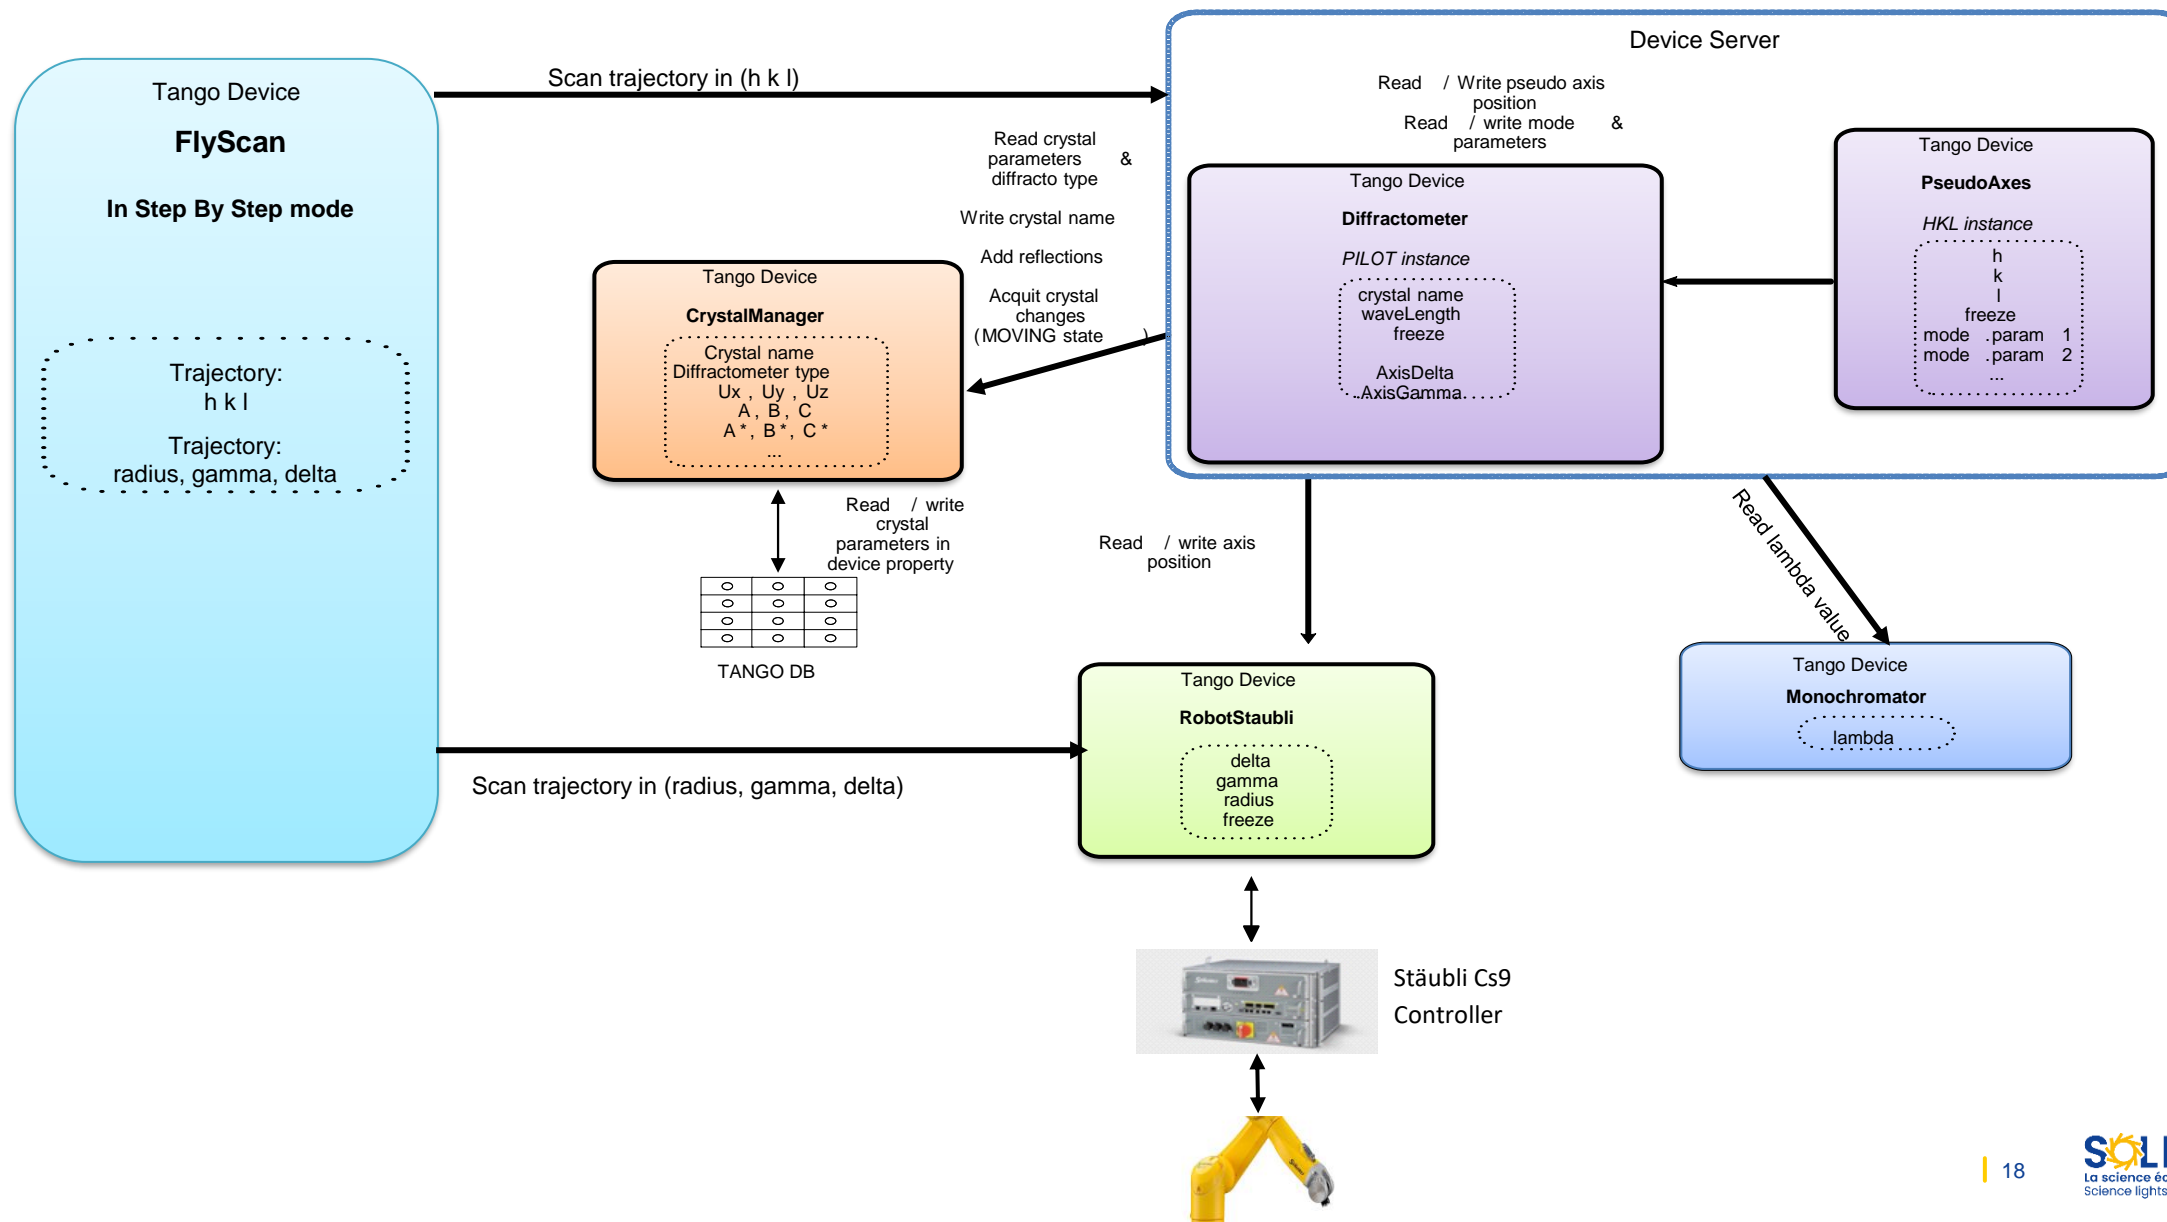 Device Server
Tango Device
FlyScan
In Step By Step mode
Trajectory:
h k l
Trajectory:
radius, gamma, delta
Scan trajectory in (h k l)
Read / Write pseudo axis
position
Read / write mode &
parameters
Read crystal
parameters &
diffracto type
Write crystal name
Add reflections
Acquit crystal
changes
(MOVING state )
Tango Device
Diffractometer
PILOT instance
crystal name
waveLength
freeze
AxisDelta
AxisGamma
Tango Device
PseudoAxes
HKL instance
h
k
l
freeze
mode .param 1
mode .param 2
...
Tango Device
CrystalManager
Crystal name
Diffractometer type
Ux , Uy , Uz
A , B , C
A * , B * , C *
...
Read / write
crystal
parameters in
device property
TANGO DB
Read / write axis
position
Read lambda value
Tango Device
RobotStaubli
delta
gamma
radius
freeze
Tango Device
Monochromator
lambda
Scan trajectory in (radius, gamma, delta)
Stäubli Cs9
Controller
18
La science
Science lights